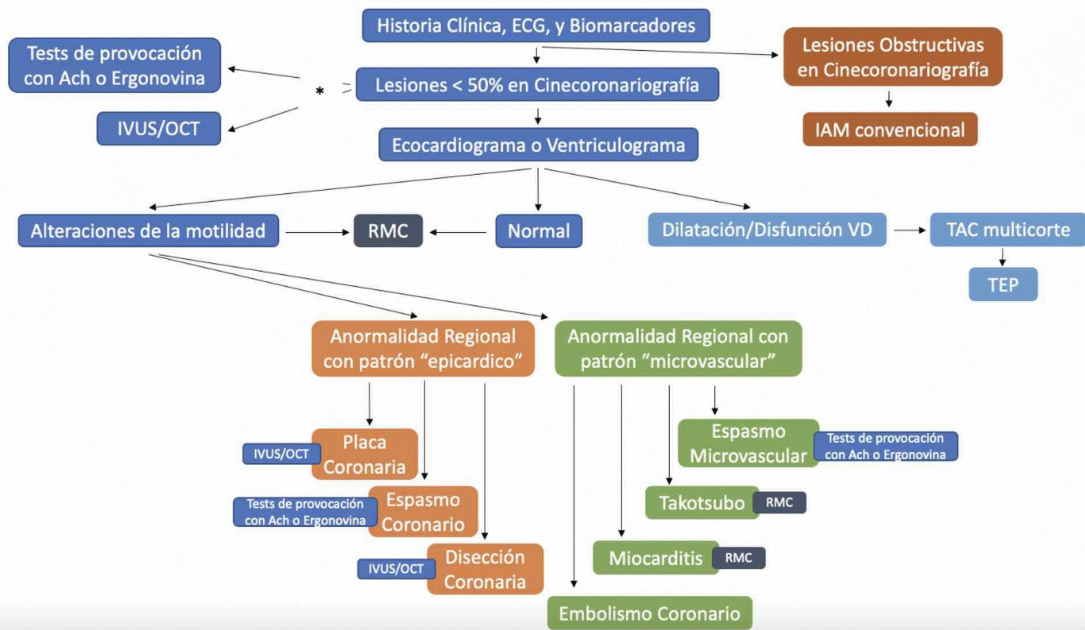 Historia Clínica, ECG, y Biomarcadores
Tests de provocación
con Ach o Ergonovina
Lesiones Obstructivas
en Cinecoronariografía
*
Lesiones < 50% en Cinecoronariografía
IVUS/OCT
IAM convencional
Ecocardiograma o Ventriculograma
Alteraciones de la motilidad
RMC
Normal
Dilatación/Disfunción VD
TAC multicorte
TEP
Anormalidad Regional
con patrón “epicardico”
Anormalidad Regional con
patrón “microvascular”
IVUS/OCT
Placa
Coronaria
Espasmo
Microvascular
Tests de provocación
con Ach o Ergonovina
Tests de provocación
con Ach o Ergonovina
Espasmo
Coronario
Takotsubo
RMC
IVUS/OCT
Disección
Coronaria
Miocarditis
RMC
Embolismo Coronario